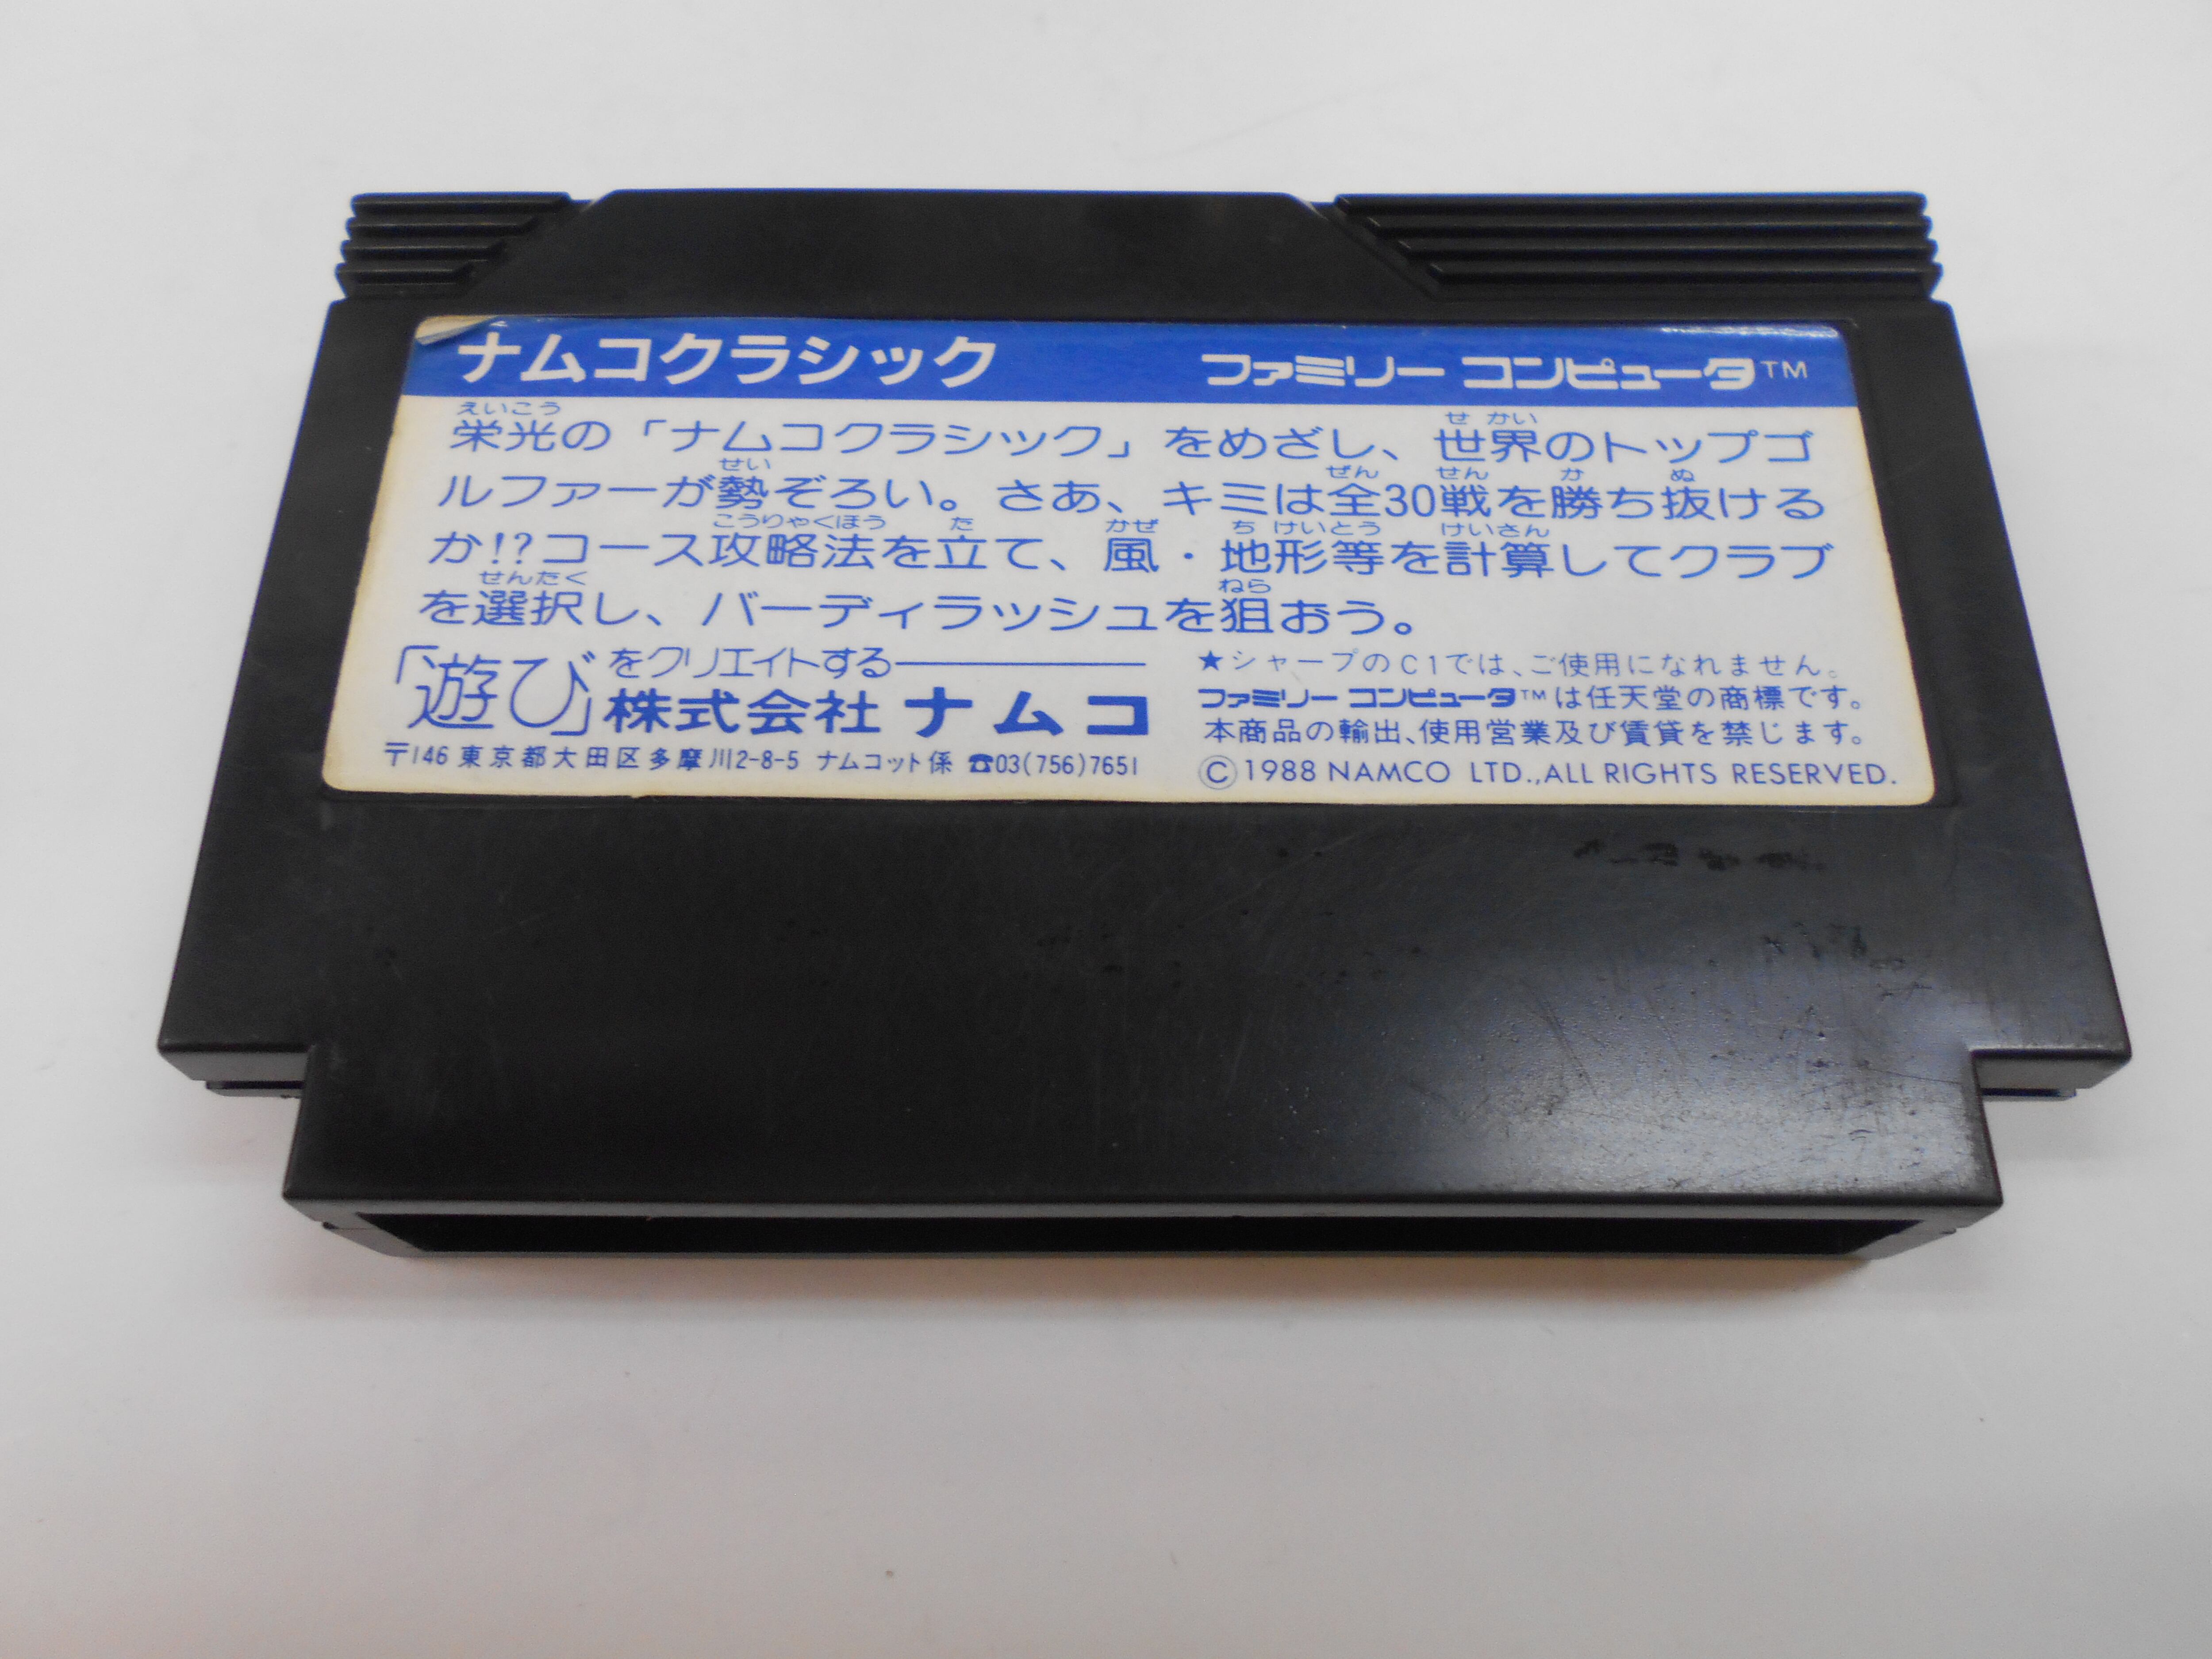 ナムコクラシック
ファミリー コンピュータTM
えいこう せかい
栄光の「ナムコクラシック」をめざし、世界のトップゴ
せい ぜん せん か ぬ
ルファーが勢ぞろい。さあ、キミは全30戦を勝ち抜ける
こうりゃくほう た かぜ ち けいとう けいさん
か!?コース攻略法を立て、風・地形等を計算してクラブ
せんたく ねら
を選択し、バーディラッシュを狙おう。
「遊び」をクリエイトする
株式会社 ナムコ
〒146 東京都大田区多摩川2-8-5 ナムコット係 ☎03(756)7651
★シャープのC1では、ご使用になれません。
ファミリー コンピュータTMは任天堂の商標です。
本商品の輸出、使用営業及び賃貸を禁じます。
©1988 NAMCO LTD.,ALL RIGHTS RESERVED.